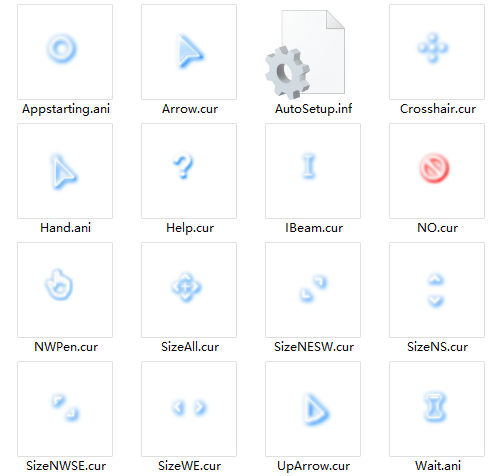 Appstarting.ani
Arrow.cur
AutoSetup.inf
Crosshair.cur
Hand.ani
Help.cur
IBeam.cur
NO.cur
NWPen.cur
SizeAll.cur
SizeNESW.cur
SizeNS.cur
SizeNWSE.cur
SizeWE.cur
UpArrow.cur
Wait.ani